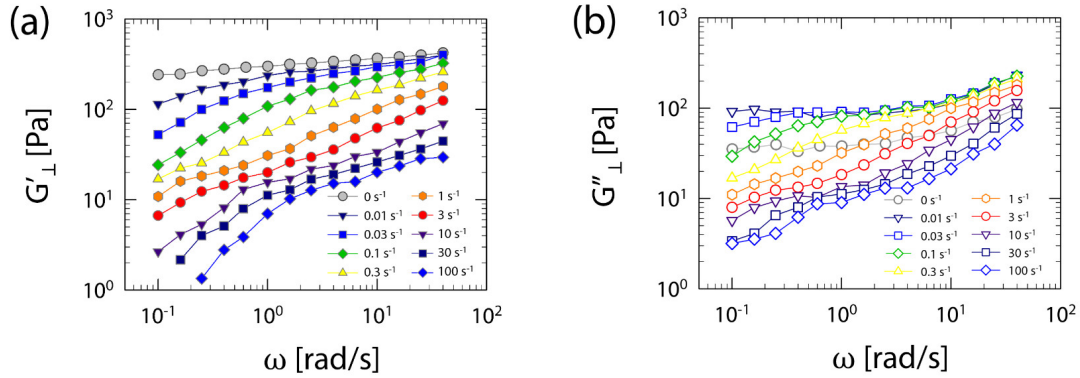 (a)
10³
10²
10¹
10⁰
G′⊥ [Pa]
0 s⁻¹
0.01 s⁻¹
0.03 s⁻¹
0.1 s⁻¹
0.3 s⁻¹
1 s⁻¹
3 s⁻¹
10 s⁻¹
30 s⁻¹
100 s⁻¹
10⁻¹ 10⁰ 10¹ 10²
ω [rad/s]
(b)
10³
10²
10¹
10⁰
G″⊥ [Pa]
0 s⁻¹
0.01 s⁻¹
0.03 s⁻¹
0.1 s⁻¹
0.3 s⁻¹
1 s⁻¹
3 s⁻¹
10 s⁻¹
30 s⁻¹
100 s⁻¹
10⁻¹ 10⁰ 10¹ 10²
ω [rad/s]